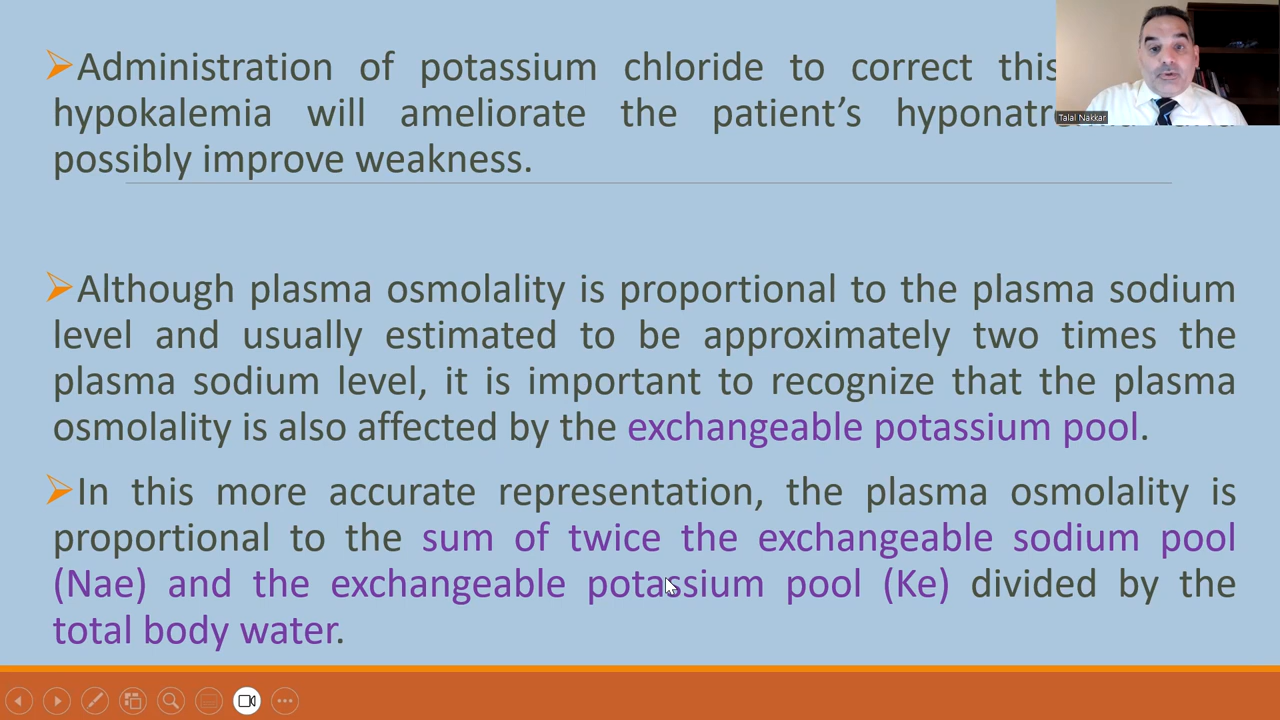 Administration of potassium chloride to correct this
hypokalemia will ameliorate the patient’s
possibly improve weakness.
Although plasma osmolality is proportional to the plasma sodium
level and usually estimated to be approximately two times the
plasma sodium level, it is important to recognize that the plasma
osmolality is also affected by the exchangeable potassium pool.
In this more accurate representation, the plasma osmolality is
proportional to the sum of twice the exchangeable sodium pool
(Nae) and the exchangeable potassium pool (Ke) divided by the
total body water.
Talal Nakkar